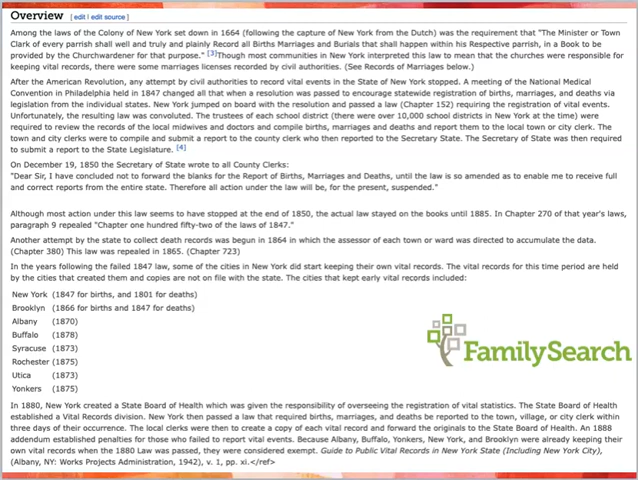 Overview [ edit | edit source ]
Among the laws of the Colony of New York set down in 1664 (following the capture of New York from the Dutch) was the requirement that "The Minister or Town
Clark of every parrish shall well and truly and plainly Record all Births Marriages and Burials that shall happen within his Respective parrish, in a Book to be
provided by the Churchwardener for that purpose." [3]Though most communities in New York interpreted this law to mean that the churches were responsible for
keeping vital records, there were some marriages licenses recorded by civil authorities. (See Records of Marriages below.)
After the American Revolution, any attempt by civil authorities to record vital events in the State of New York stopped. A meeting of the National Medical
Convention in Philadelphia held in 1847 changed all that when a resolution was passed to encourage statewide registration of births, marriages, and deaths via
legislation from the individual states. New York jumped on board with the resolution and passed a law (Chapter 152) requiring the registration of vital events.
Unfortunately, the resulting law was convoluted. The trustees of each school district (there were over 10,000 school districts in New York at the time) were
required to review the records of the local midwives and doctors and compile births, marriages and deaths and report them to the local town or city clerk. The
town and city clerks were to compile and submit a report to the county clerk who then reported to the Secretary of State. The Secretary of State was then required
to submit a report to the State Legislature. [4]
On December 19, 1850 the Secretary of State wrote to all County Clerks:
"Dear Sir, I have concluded not to forward the blanks for the Report of Births, Marriages and Deaths, until the law is so amended as to enable me to receive full
and correct reports from the entire state. Therefore all action under the law will be, for the present, suspended."
Although most action under this law seems to have stopped at the end of 1850, the actual law stayed on the books until 1885. In Chapter 270 of that year's laws,
paragraph 9 repealed "Chapter one hundred fifty-two of the laws of 1847."
Another attempt by the state to collect death records was begun in 1864 in which the assessor of each town or ward was directed to accumulate the data.
(Chapter 380) This law was repealed in 1865. (Chapter 723)
In the years following the failed 1847 law, some of the cities in New York did start keeping their own vital records. The vital records for this time period are held
by the cities that created them and copies are not on file with the state. The cities that kept early vital records included:
New York (1847 for births, and 1801 for deaths)
Brooklyn (1866 for births and 1847 for deaths)
Albany (1870)
Buffalo (1878)
Syracuse (1873)
Rochester (1875)
Utica (1873)
Yonkers (1875)
FamilySearch
In 1880, New York created a State Board of Health which was given the responsibility of overseeing the registration of vital statistics. The State Board of Health
established a Vital Records division. New York then passed a law that required births, marriages, and deaths be reported to the town, village, or city clerk within
three days of their occurrence. The local clerks were then to create a copy of each vital record and forward the originals to the State Board of Health. An 1888
addendum established penalties for those who failed to report vital events. Because Albany, Buffalo, Yonkers, New York, and Brooklyn were already keeping their
own vital records when the 1880 Law was passed, they were considered exempt. Guide to Public Vital Records in New York State (Including New York City),
(Albany, NY: Works Projects Administration, 1942), v. 1, pp. xi.</ref>